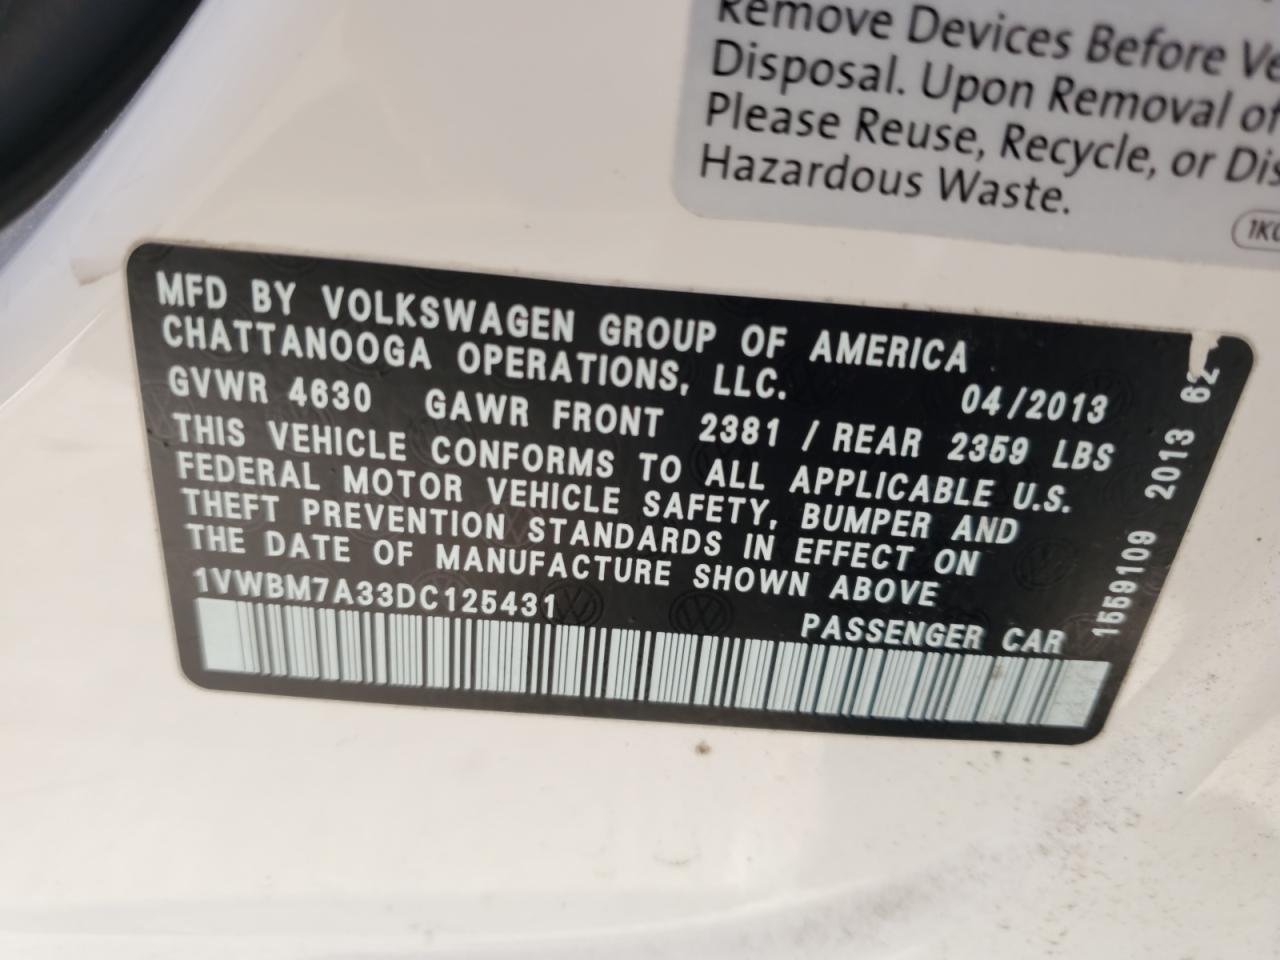 Remove Devices Before
Disposal. Upon Removal of
Please Reuse, Recycle, or
Hazardous Waste.
MFD BY VOLKSWAGEN GROUP OF AMERICA
CHATTANOOGA OPERATIONS, LLC.
04/2013
GVWR 4630 GAWR FRONT 2381 / REAR 2359 LBS
THIS VEHICLE CONFORMS TO ALL APPLICABLE U.S.
FEDERAL MOTOR VEHICLE SAFETY, BUMPER AND
THEFT PREVENTION STANDARDS IN EFFECT ON
THE DATE OF MANUFACTURE SHOWN ABOVE
1VWBM7A33DC125431
PASSENGER CAR
1559109 2013 62